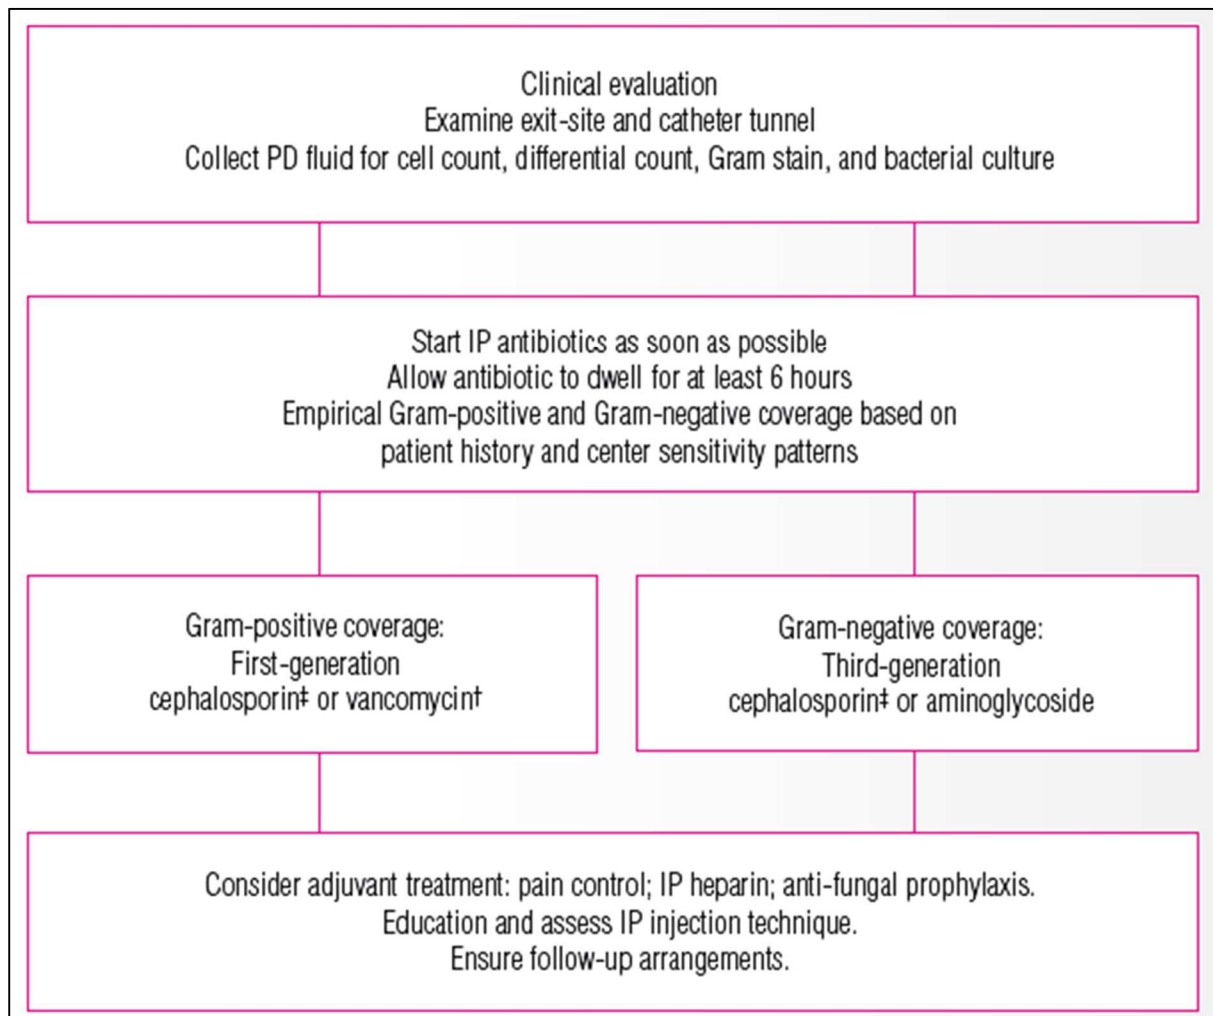 Clinical evaluation
Examine exit-site and catheter tunnel
Collect PD fluid for cell count, differential count, Gram stain, and bacterial culture
Start IP antibiotics as soon as possible
Allow antibiotic to dwell for at least 6 hours
Empirical Gram-positive and Gram-negative coverage based on
patient history and center sensitivity patterns
Gram-positive coverage:
First-generation
cephalosporin‡ or vancomycin†
Gram-negative coverage:
Third-generation
cephalosporin‡ or aminoglycoside
Consider adjuvant treatment: pain control; IP heparin; anti-fungal prophylaxis.
Education and assess IP injection technique.
Ensure follow-up arrangements.